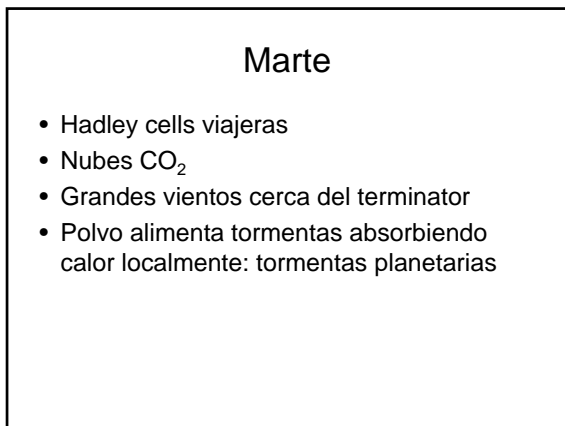 Marte
• Hadley cells viajeras
• Nubes CO₂
• Grandes vientos cerca del terminator
• Polvo alimenta tormentas absorbiendo
calor localmente: tormentas planetarias